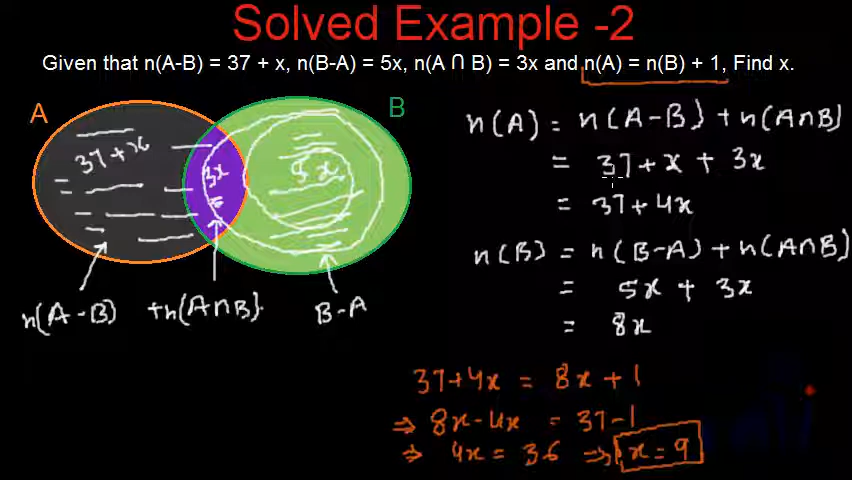 Solved Example -2
Given that n(A-B) = 37 + x, n(B-A) = 5x, n(A ∩ B) = 3x and n(A) = n(B) + 1, Find x.
A
B
37+x
3x
5x
n(A-B)
+n(A∩B).
B-A
n(A) = n(A-B) + n(A∩B)
= 37 + x + 3x
= 37 + 4x
n(B) = n(B-A) + n(A∩B)
= 5x + 3x
= 8x
37+4x = 8x + 1
⇒ 8x - 4x = 37 - 1
⇒ 4x = 36 ⇒ x = 9